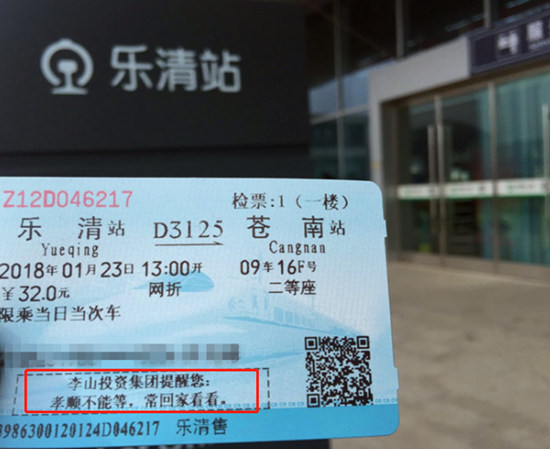 乐清站
Z12D046217
检票:1（一楼）
乐清站 D3125 苍南站
Yueqing Cangnan
2018年01月23日13:00开 09车16F号
￥32.0元 网折 二等座
限乘当日当次车
李山投资集团提醒您:
孝顺不能等，常回家看看。
3986300120124D046217 乐清售